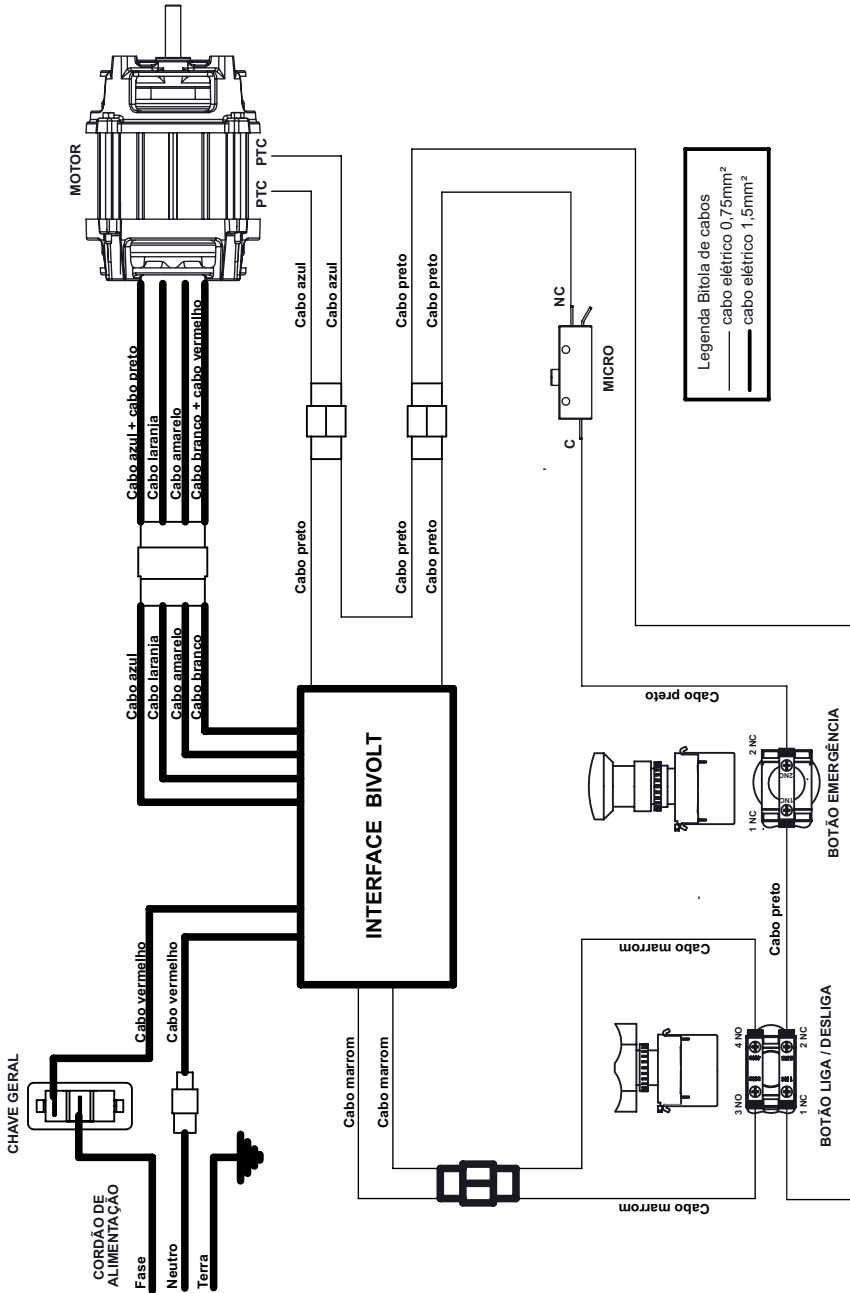 MOTOR
PTC
PTC
Cabo azul + cabo preto
Cabo laranja
Cabo amarelo
Cabo branco + cabo vermelho
Cabo azul
Cabo azul
Cabo preto
Cabo preto
NC
MICRO
C
Legenda Bitola de cabos
cabo elétrico 0,75mm²
cabo elétrico 1,5mm²
Cabo azul
Cabo laranja
Cabo amarelo
Cabo branco
Cabo preto
Cabo preto
Cabo preto
INTERFACE BIVOLT
Cabo preto
2 NC
1 NC
2NC
1NC
BOTÃO EMERGÊNCIA
Cabo preto
CHAVE GERAL
Cabo vermelho
Cabo vermelho
CORDÃO DE
ALIMENTAÇÃO
Fase
Neutro
Terra
Cabo marrom
Cabo marrom
Cabo marrom
Cabo marrom
4 NO
3 NO
2 NC
1 NC
BOTÃO LIGA / DESLIGA